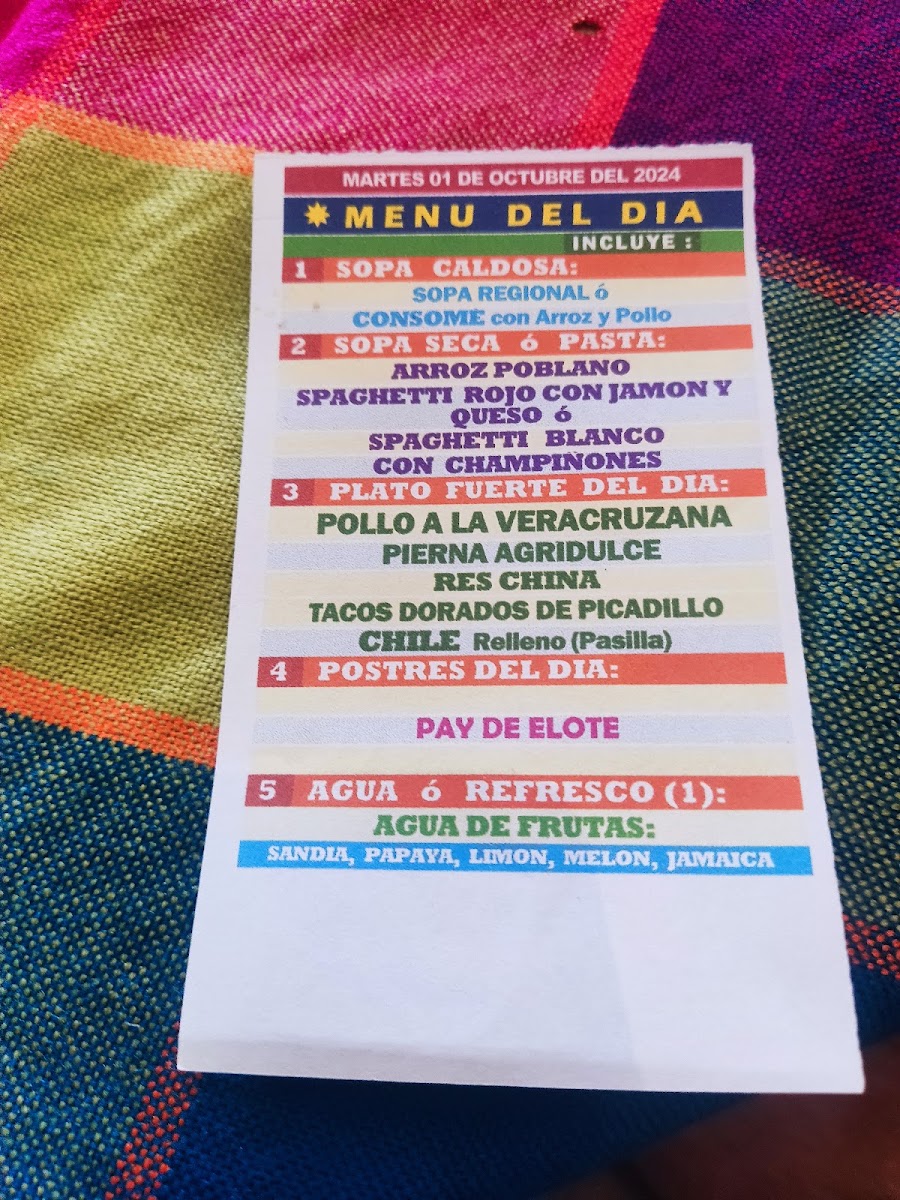 MARTES 01 DE OCTUBRE DEL 2024
MENU DEL DIA
INCLUYE :
1 SOPA CALDOSA:
SOPA REGIONAL ó
CONSOME con Arroz y Pollo
2 SOPA SECA ó PASTA:
ARROZ POBLANO
SPAGHETTI ROJO CON JAMON Y
QUESO ó
SPAGHETTI BLANCO
CON CHAMPIÑONES
3 PLATO FUERTE DEL DIA:
POLLO A LA VERACRUZANA
PIERNA AGRIDULCE
RES CHINA
TACOS DORADOS DE PICADILLO
CHILE Relleno (Pasilla)
4 POSTRES DEL DIA:
PAY DE ELOTE
5 AGUA ó REFRESCO (1):
AGUA DE FRUTAS:
SANDIA, PAPAYA, LIMON, MELON, JAMAICA